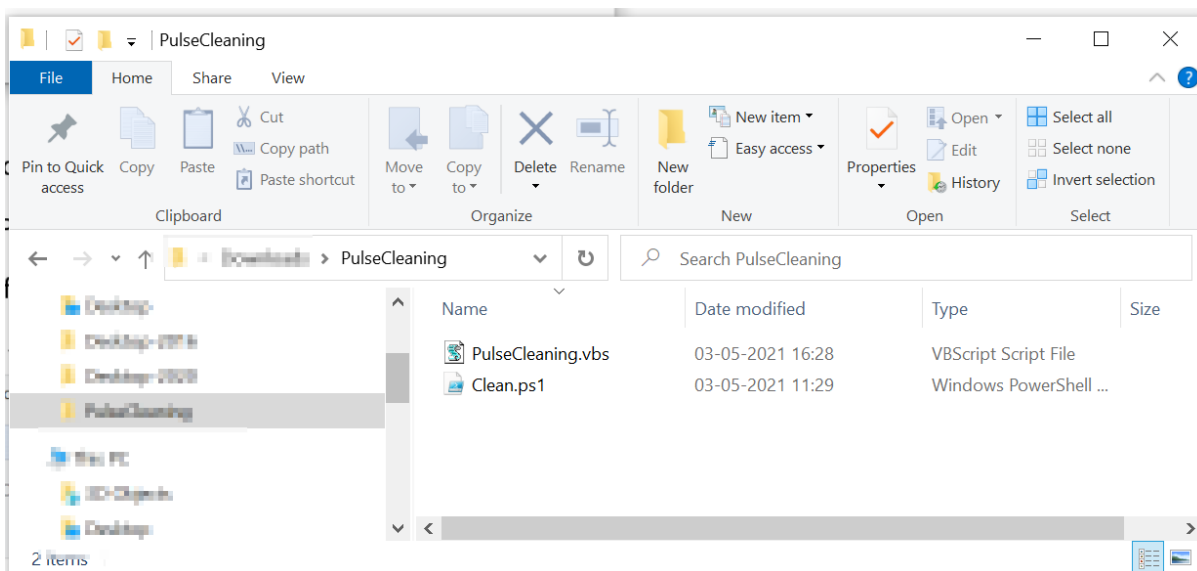 PulseCleaning
File Home Share View
Pin to Quick access
Copy
Paste
Cut
Copy path
Paste shortcut
Clipboard
Move to
Copy to
Delete
Rename
Organize
New folder
New item
Easy access
New
Properties
Open
Edit
History
Open
Select all
Select none
Invert selection
Select
PulseCleaning
Search PulseCleaning
Name Date modified Type Size
PulseCleaning.vbs 03-05-2021 16:28 VBScript Script File
Clean.ps1 03-05-2021 11:29 Windows PowerShell ...
2 items